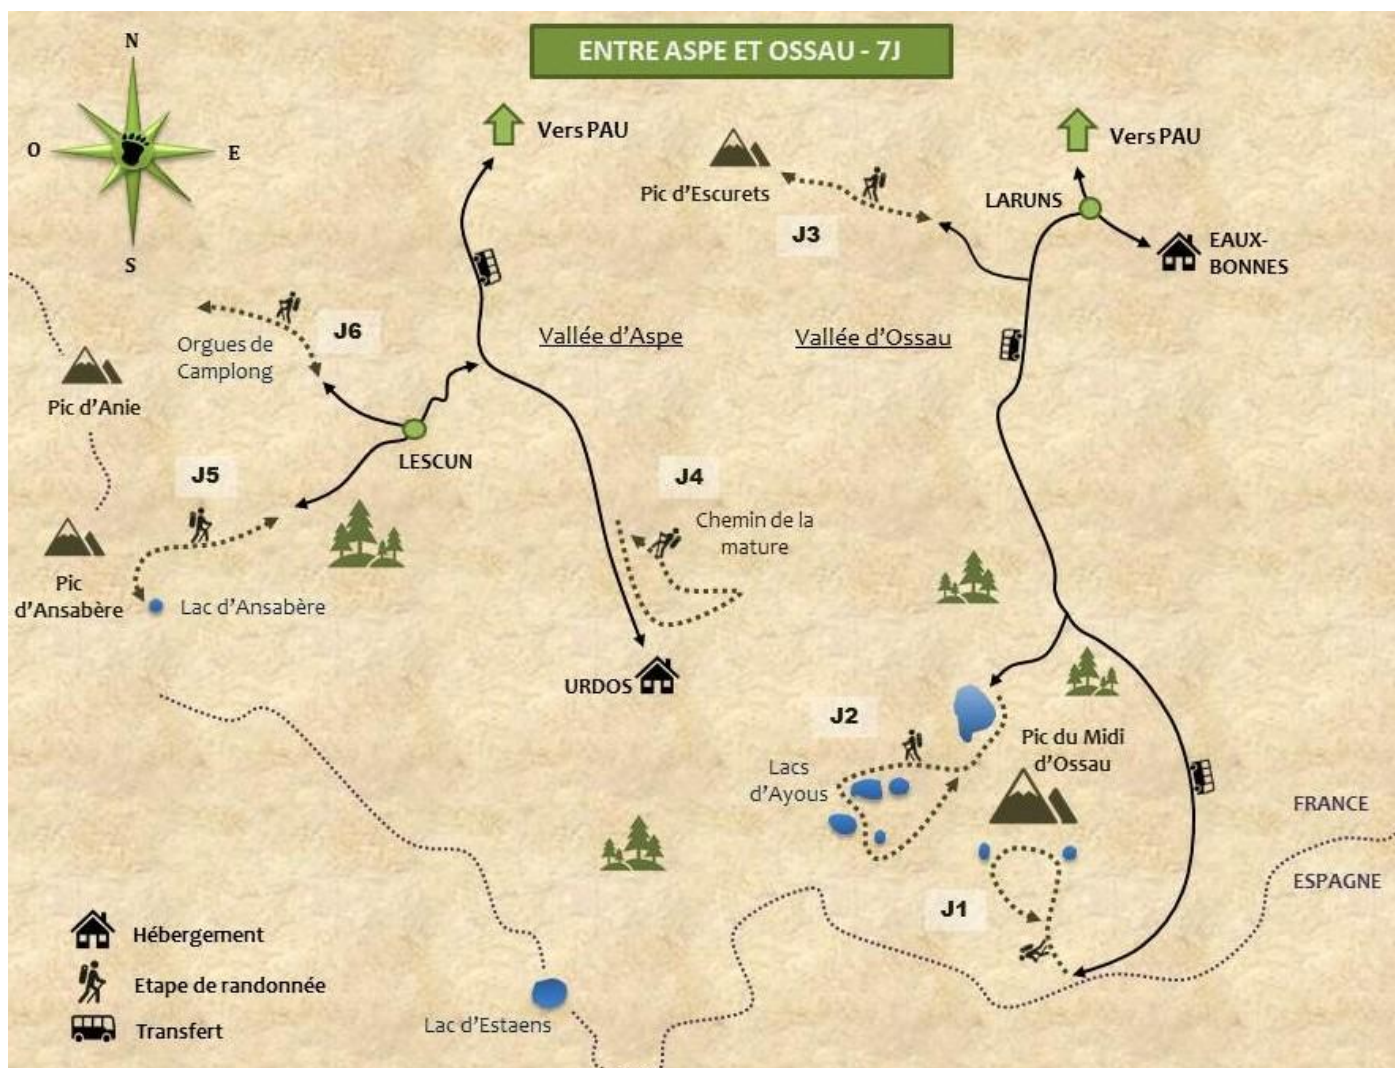 ENTRE ASPE ET OSSAU - 7J
N
O
E
S
Vers PAU
Vers PAU
Pic d'Escurets
LARUNS
J3
EAUX-
BONNES
J6
Orgues de
Camplong
Vallée d'Aspe
Vallée d'Ossau
Pic d'Anie
LESCUN
J5
J4
Chemin de la
mature
Pic
d'Ansabère
Lac d'Ansabère
URDOS
J2
Pic du Midi
d'Ossau
Lacs
d'Ayous
FRANCE
ESPAGNE
J1
Hébergement
Etape de randonnée
Transfert
Lac d'Estaens